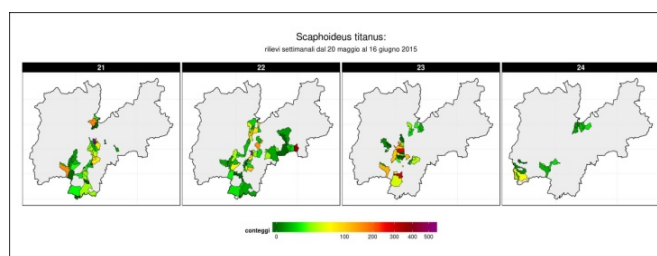 Scaphoideus titanus:
rilievi settimanali dal 20 maggio al 16 giugno 2015
21 22 23 24
conteggi 0 100 200 300 400 500